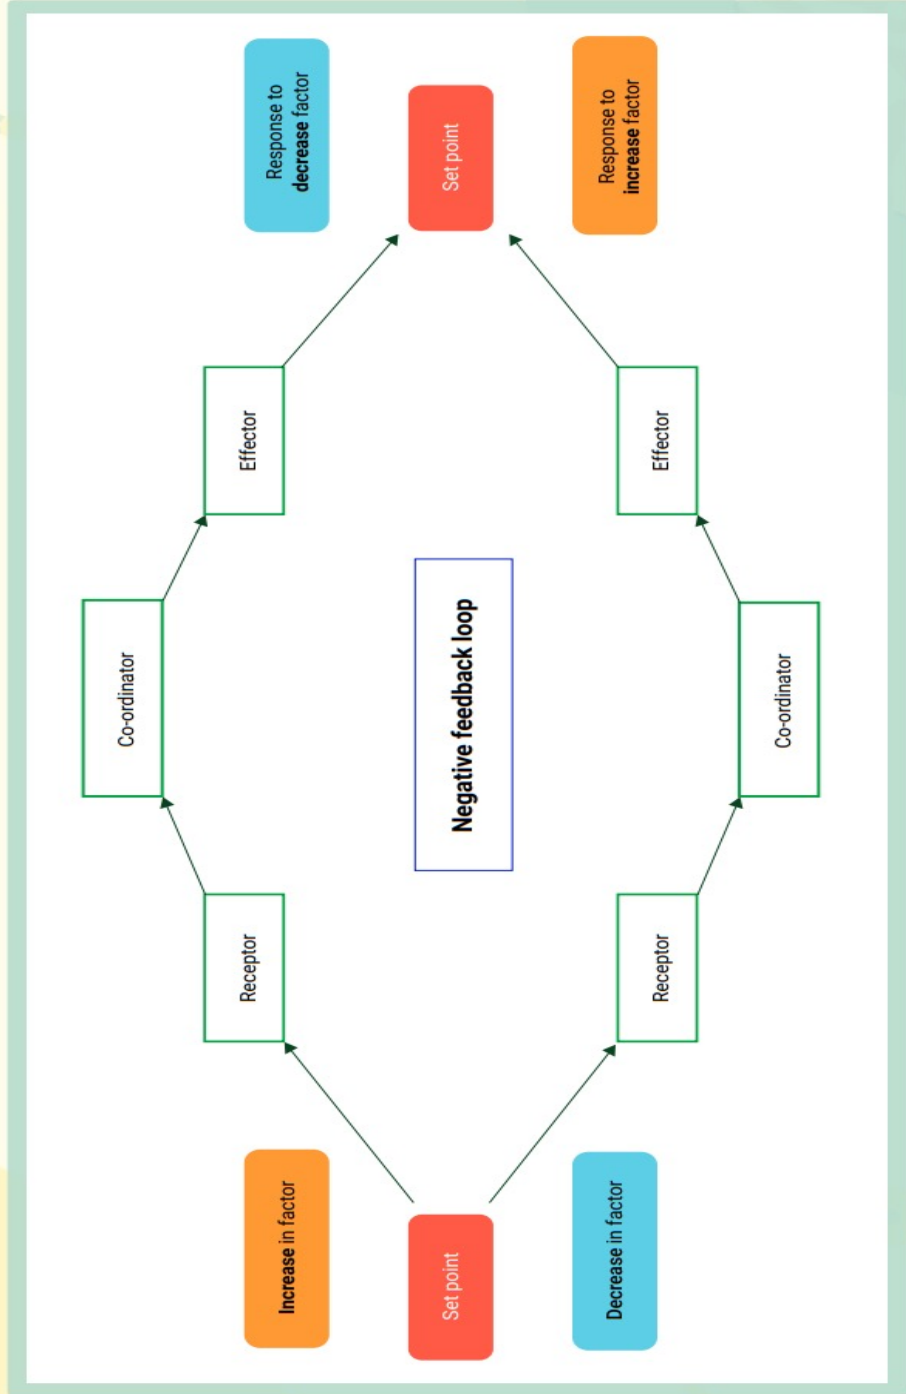 Increase in factor
Receptor
Co-ordinator
Effector
Response to
decrease factor
Set point
Negative feedback loop
Set point
Decrease in factor
Receptor
Co-ordinator
Effector
Response to
increase factor